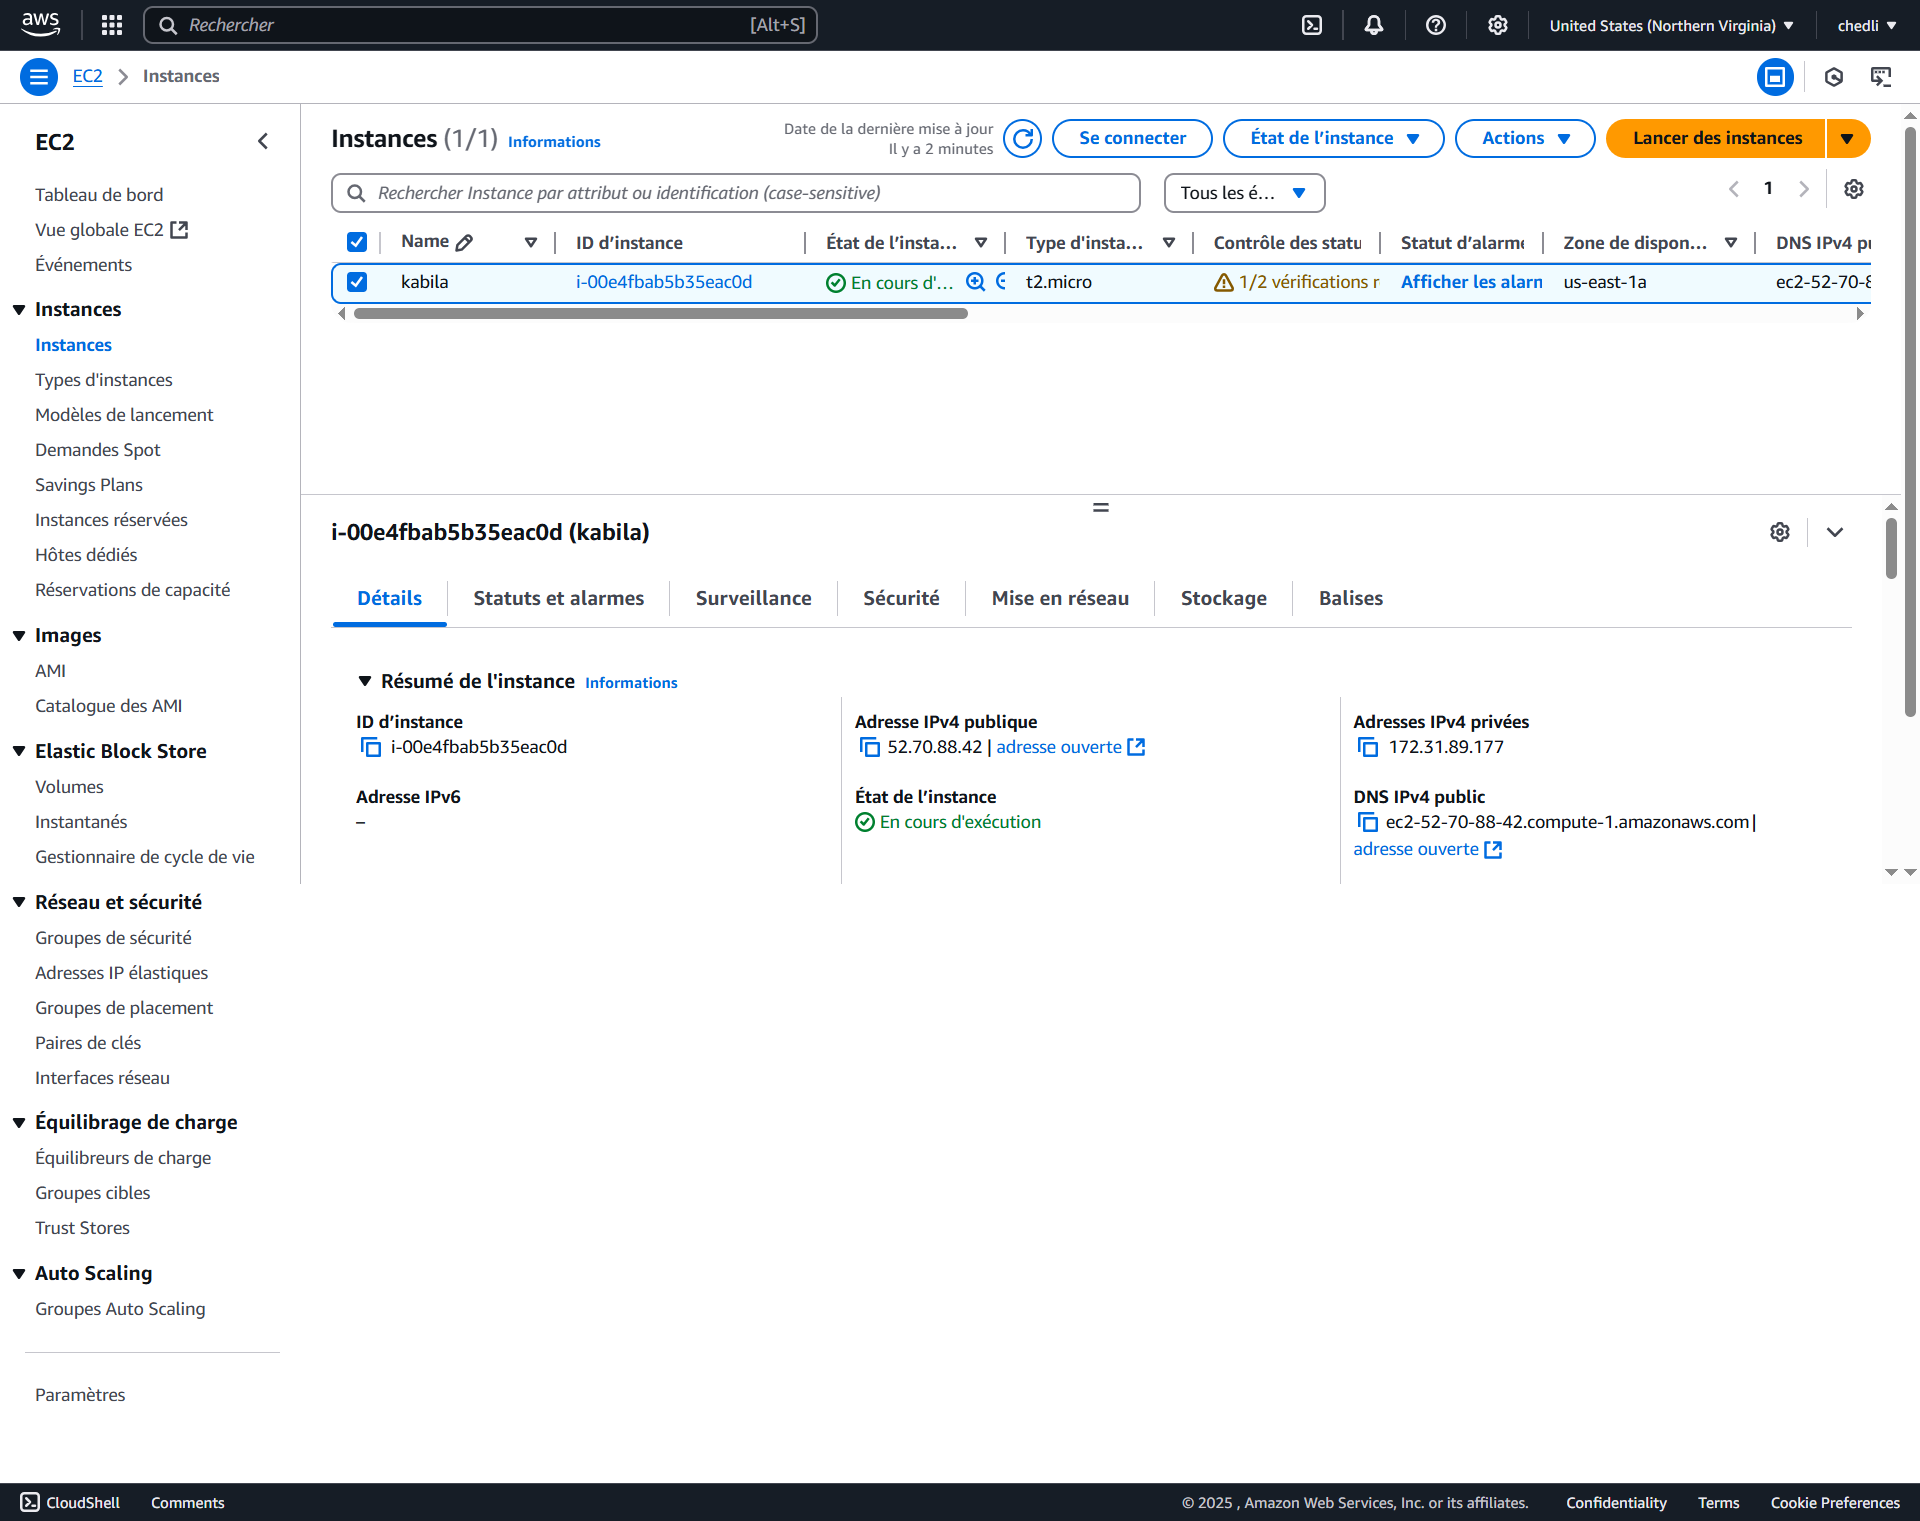 aws
Rechercher
[Alt+S]
United States (Northern Virginia)
chedli
EC2
Instances
EC2
Tableau de bord
Vue globale EC2
Événements
Instances
Instances
Types d'instances
Modèles de lancement
Demandes Spot
Savings Plans
Instances réservées
Hôtes dédiés
Réservations de capacité
Images
AMI
Catalogue des AMI
Elastic Block Store
Volumes
Instantanés
Gestionnaire de cycle de vie
Réseau et sécurité
Groupes de sécurité
Adresses IP élastiques
Groupes de placement
Paires de clés
Interfaces réseau
Équilibrage de charge
Équilibreurs de charge
Groupes cibles
Trust Stores
Auto Scaling
Groupes Auto Scaling
Paramètres
Instances (1/1) Informations
Date de la dernière mise à jour
Il y a 2 minutes
Se connecter
État de l’instance
Actions
Lancer des instances
Rechercher Instance par attribut ou identification (case-sensitive)
Tous les é...
1
Name
ID d’instance
État de l’insta...
Type d'insta...
Contrôle des statu
Statut d’alarme
Zone de dispon...
DNS IPv4 pu
kabila
i-00e4fbab5b35eac0d
En cours d'...
t2.micro
1/2 vérifications r
Afficher les alarn
us-east-1a
ec2-52-70-8
i-00e4fbab5b35eac0d (kabila)
Détails
Statuts et alarmes
Surveillance
Sécurité
Mise en réseau
Stockage
Balises
Résumé de l'instance Informations
ID d’instance
i-00e4fbab5b35eac0d
Adresse IPv4 publique
52.70.88.42 | adresse ouverte
Adresses IPv4 privées
172.31.89.177
Adresse IPv6
–
État de l’instance
En cours d'exécution
DNS IPv4 public
ec2-52-70-88-42.compute-1.amazonaws.com |
adresse ouverte
CloudShell
Comments
© 2025 , Amazon Web Services, Inc. or its affiliates.
Confidentiality
Terms
Cookie Preferences